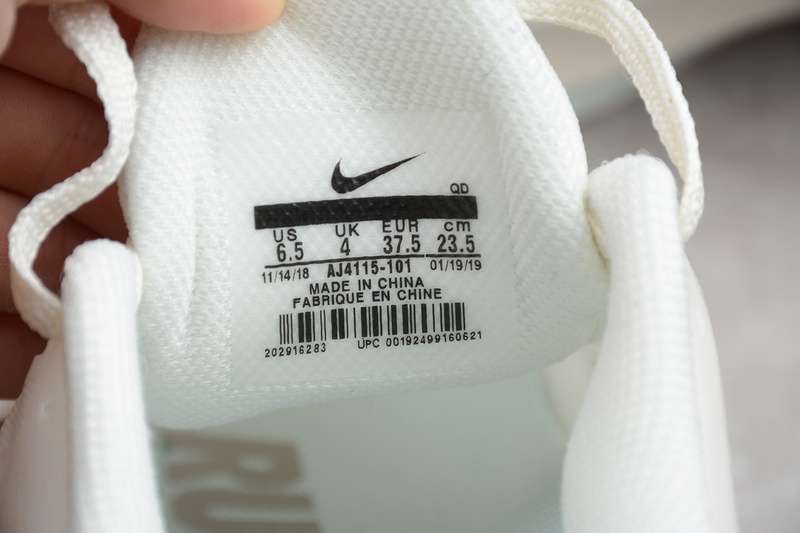 QD
US UK EUR cm
6.5 4 37.5 23.5
11/14/18 AJ4115-101 01/19/19
MADE IN CHINA
FABRIQUE EN CHINE
202916283 UPC 00192499160621
RU